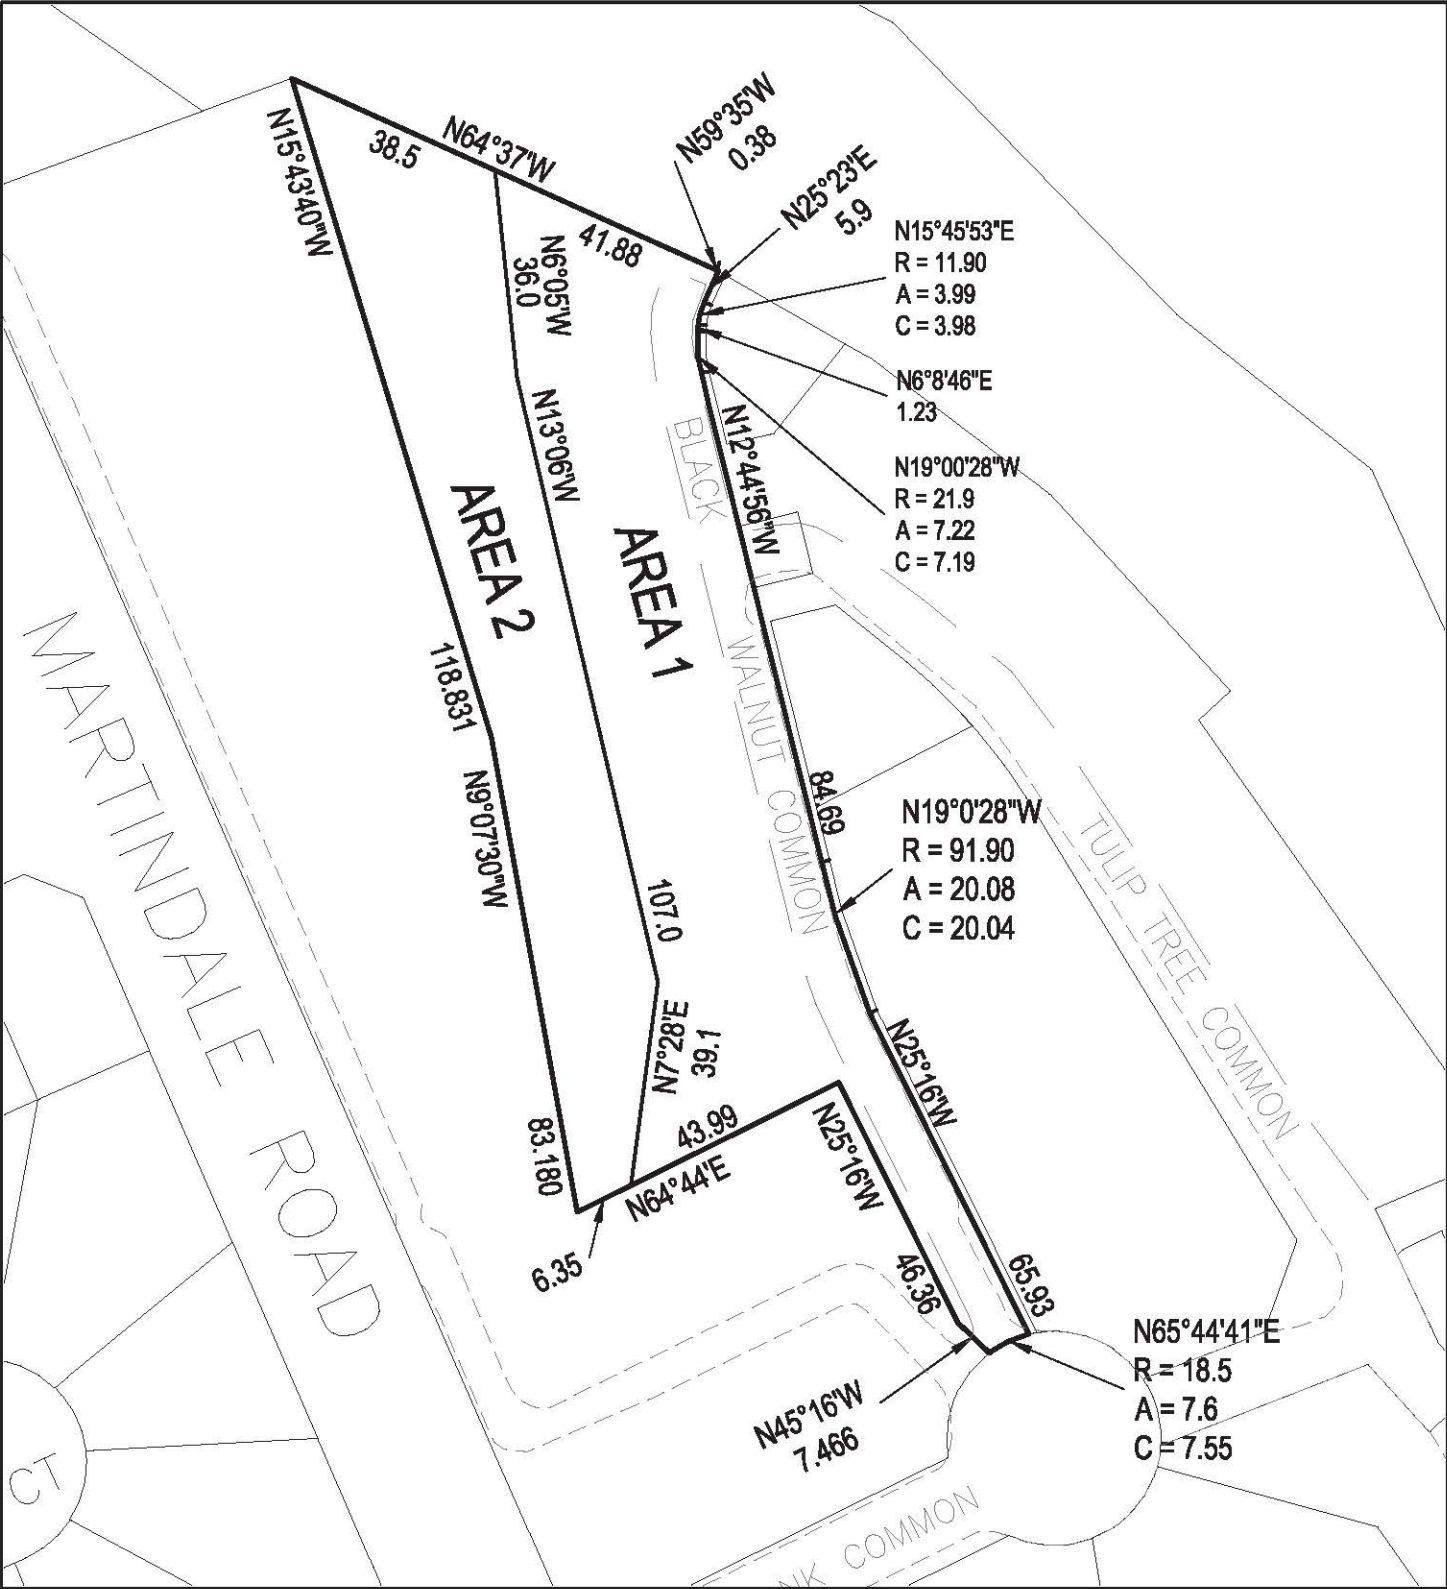 N59°35'W
0.38
N25°23'E
5.9
N15°43'40"W
38.5
N64°37'W
41.88
N15°45'53"E
R = 11.90
A = 3.99
C = 3.98
N6°05'W
36.0
N6°8'46"E
1.23
N13°06'W
N12°44'56"W
N19°00'28"W
R = 21.9
A = 7.22
C = 7.19
AREA 2
AREA 1
BLACK WALNUT COMMON
118.831
N9°07'30"W
84.69
N19°0'28"W
R = 91.90
A = 20.08
C = 20.04
107.0
MARTINDALE ROAD
TULIP TREE COMMON
N7°28'E
39.1
N25°16'W
43.99
N64°44'E
N25°16'W
83.180
6.35
46.36
65.93
N65°44'41"E
R = 18.5
A = 7.6
C = 7.55
N45°16'W
7.466
CT
NK COMMON